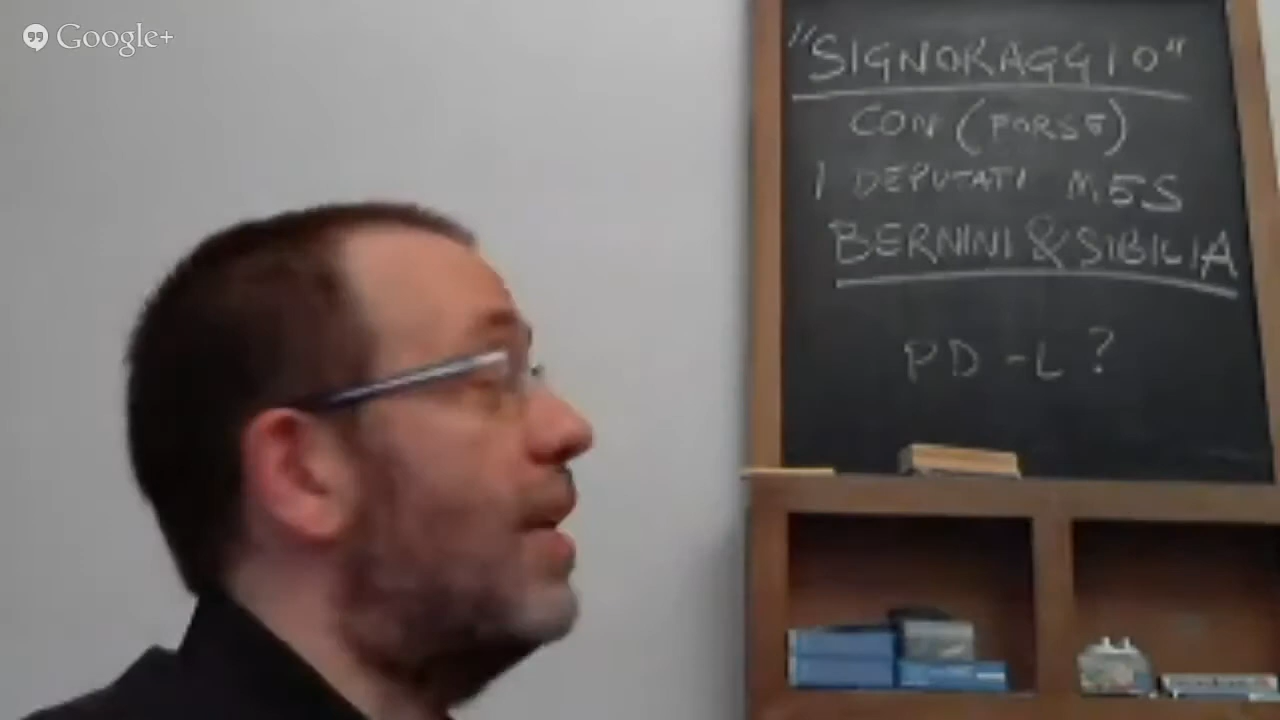 Google+
"SIGNORAGGIO"
CON (FORSE)
I DEPUTATI M5S
BERNINI & SIBILIA
PD-L?